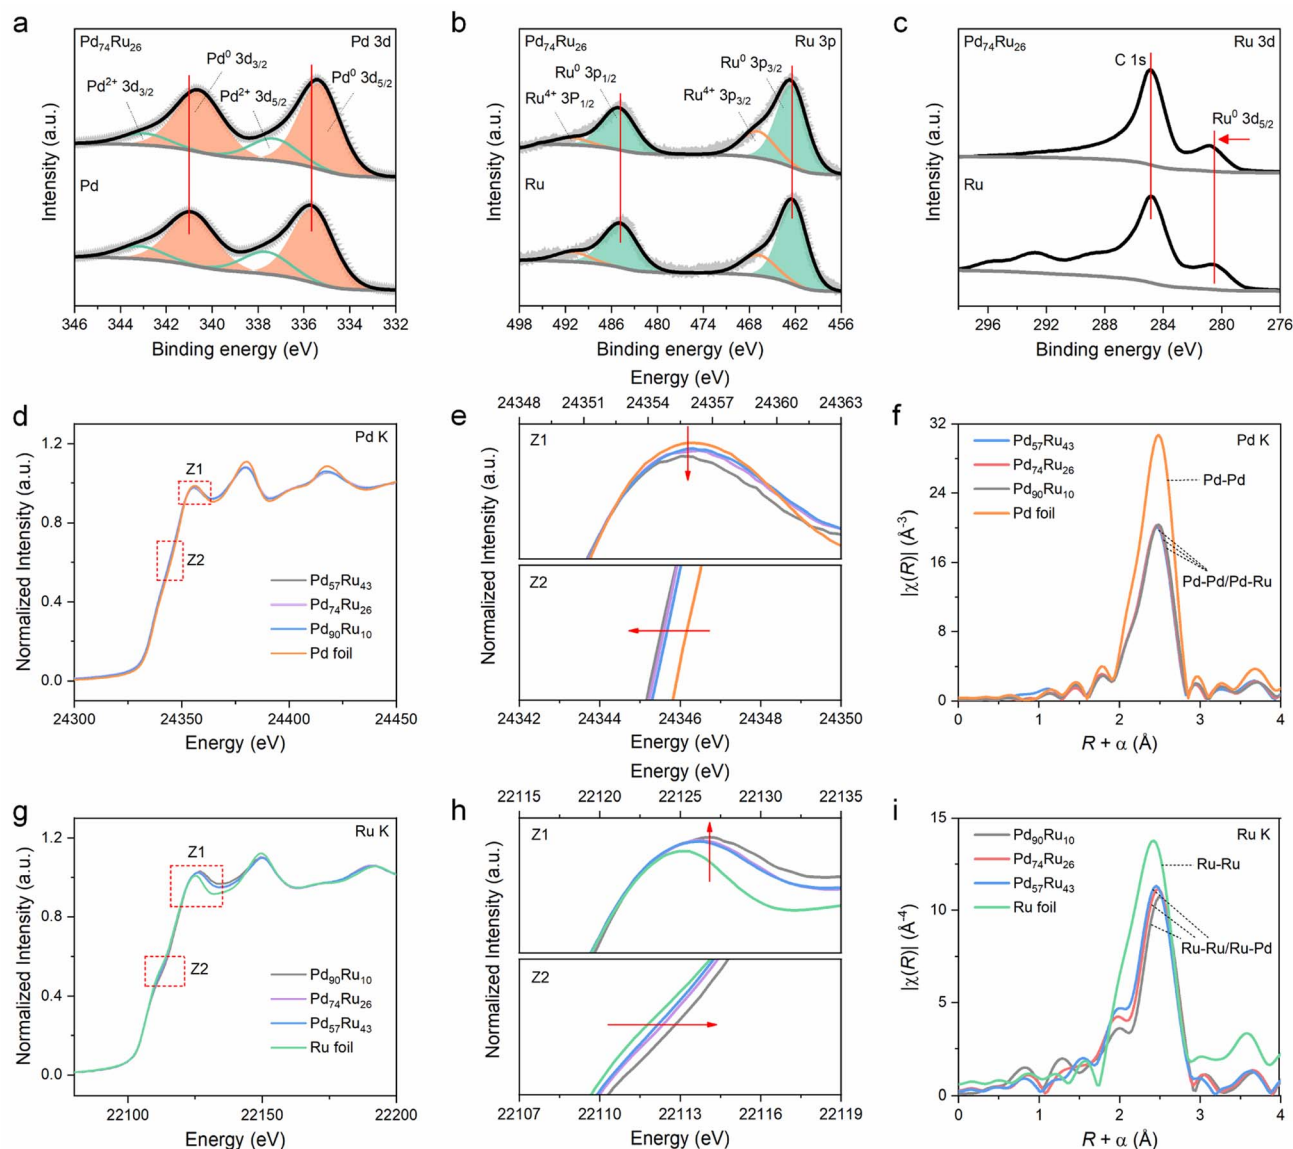 a
Pd74Ru26
Pd 3d
Pd0 3d3/2
Pd2+ 3d3/2
Pd2+ 3d5/2
Pd0 3d5/2
Pd
Intensity (a.u.)
346 344 342 340 338 336 334 332
Binding energy (eV)
b
Pd74Ru26
Ru 3p
Ru0 3p1/2
Ru4+ 3P1/2
Ru0 3p3/2
Ru4+ 3p3/2
Ru
Intensity (a.u.)
498 492 486 480 474 468 462 456
Binding energy (eV)
c
Pd74Ru26
Ru 3d
C 1s
Ru0 3d5/2
Ru
Intensity (a.u.)
296 292 288 284 280 276
Binding energy (eV)
d
Pd K
Z1
Z2
Pd57Ru43
Pd74Ru26
Pd90Ru10
Pd foil
Normalized Intensity (a.u.)
1.2
0.8
0.4
0.0
24300 24350 24400 24450
Energy (eV)
e
Energy (eV)
24348 24351 24354 24357 24360 24363
Z1
Z2
Normalized Intensity (a.u.)
24342 24344 24346 24348 24350
Energy (eV)
f
Pd57Ru43
Pd74Ru26
Pd90Ru10
Pd foil
Pd K
Pd-Pd
Pd-Pd/Pd-Ru
|χ(R)| (Å-3)
32
24
16
8
0
0 1 2 3 4
R + α (Å)
g
Ru K
Z1
Z2
Pd90Ru10
Pd74Ru26
Pd57Ru43
Ru foil
Normalized Intensity (a.u.)
1.2
0.8
0.4
0.0
22100 22150 22200
Energy (eV)
h
Energy (eV)
22115 22120 22125 22130 22135
Z1
Z2
Normalized Intensity (a.u.)
22107 22110 22113 22116 22119
Energy (eV)
i
Pd90Ru10
Pd74Ru26
Pd57Ru43
Ru foil
Ru K
Ru-Ru
Ru-Ru/Ru-Pd
|χ(R)| (Å-4)
15
10
5
0
0 1 2 3 4
R + α (Å)